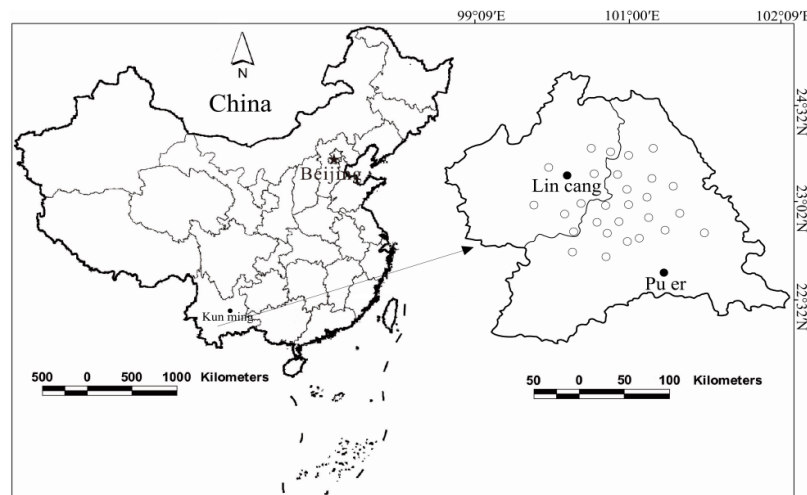 99°09′E
101°00′E
102°09′E
N
China
Beijing
Kun ming
500 0 500 1000 Kilometers
24°32′N
23°02′N
22°32′N
Lin cang
Pu er
50 0 50 100 Kilometers